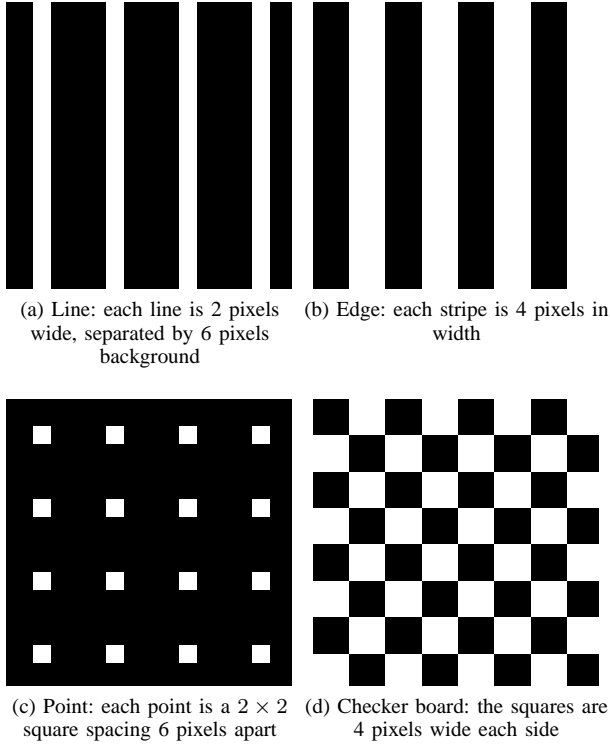 (a) Line: each line is 2 pixels
wide, separated by 6 pixels
background
(b) Edge: each stripe is 4 pixels in
width
(c) Point: each point is a 2 × 2
square spacing 6 pixels apart
(d) Checker board: the squares are
4 pixels wide each side